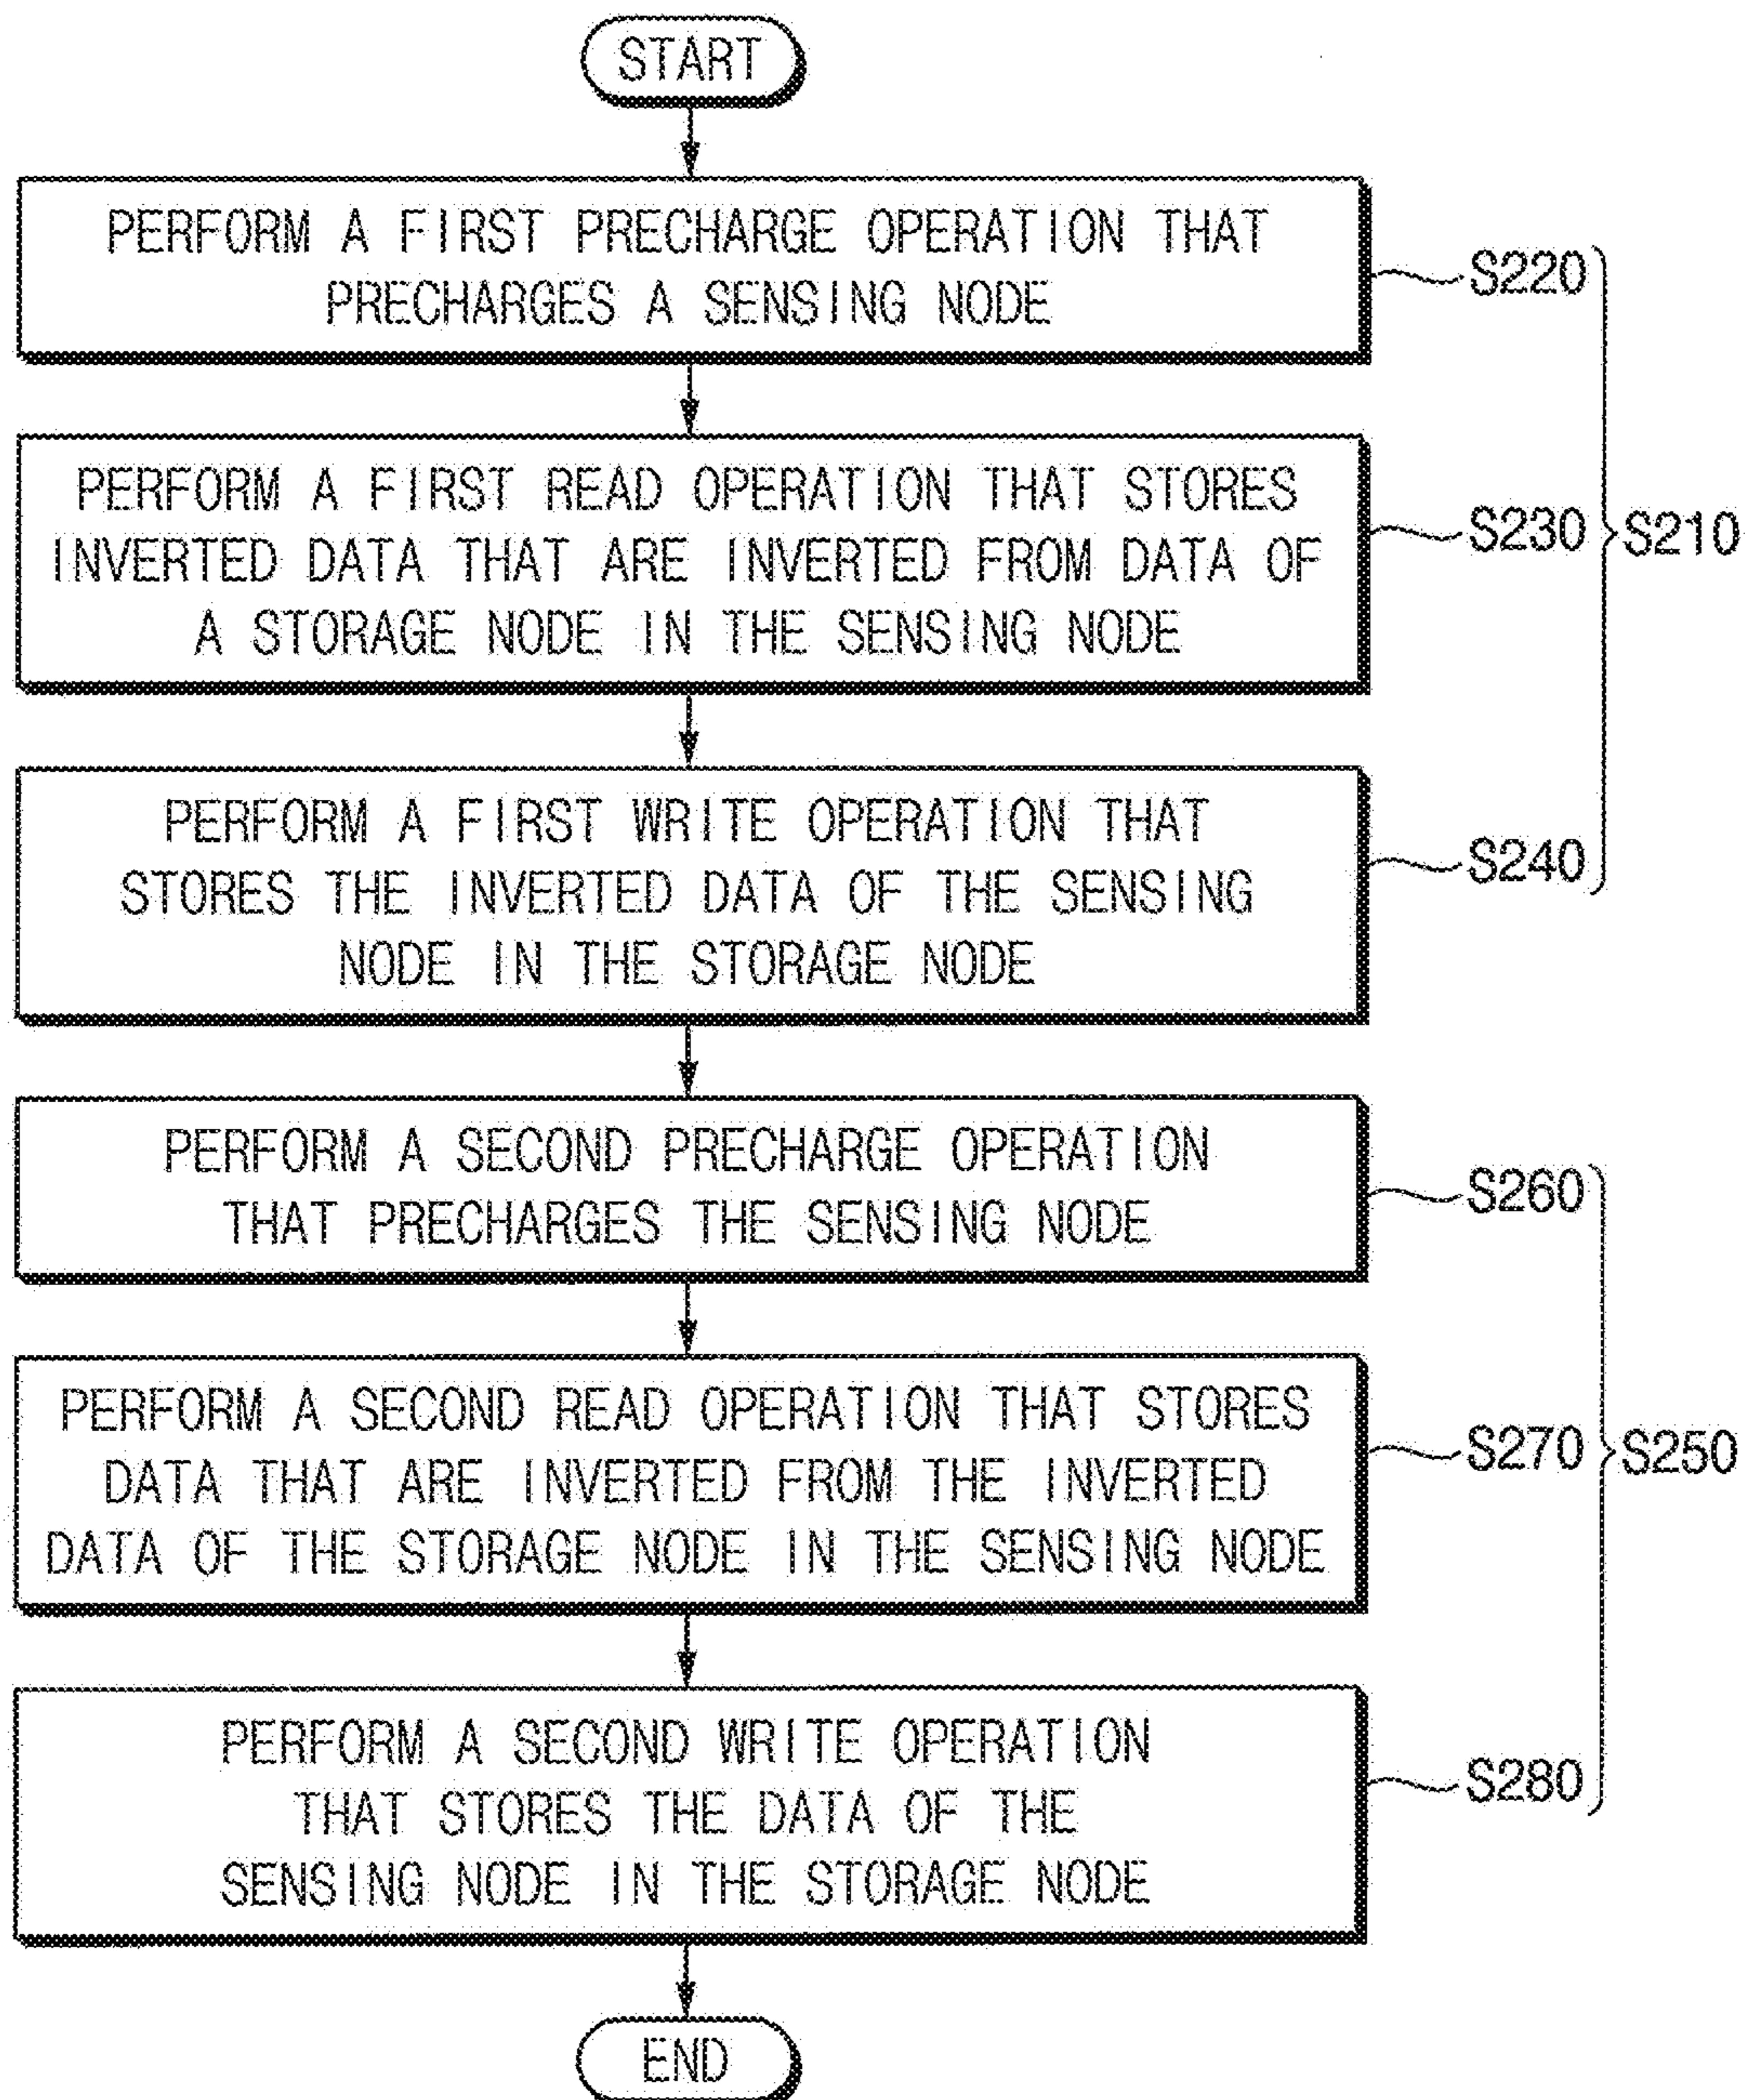 START
PERFORM A FIRST PRECHARGE OPERATION THAT
PRECHARGES A SENSING NODE
S220
PERFORM A FIRST READ OPERATION THAT STORES
INVERTED DATA THAT ARE INVERTED FROM DATA OF
A STORAGE NODE IN THE SENSING NODE
S230
S210
PERFORM A FIRST WRITE OPERATION THAT
STORES THE INVERTED DATA OF THE SENSING
NODE IN THE STORAGE NODE
S240
PERFORM A SECOND PRECHARGE OPERATION
THAT PRECHARGES THE SENSING NODE
S260
PERFORM A SECOND READ OPERATION THAT STORES
DATA THAT ARE INVERTED FROM THE INVERTED
DATA OF THE STORAGE NODE IN THE SENSING NODE
S270
S250
PERFORM A SECOND WRITE OPERATION
THAT STORES THE DATA OF THE
SENSING NODE IN THE STORAGE NODE
S280
END